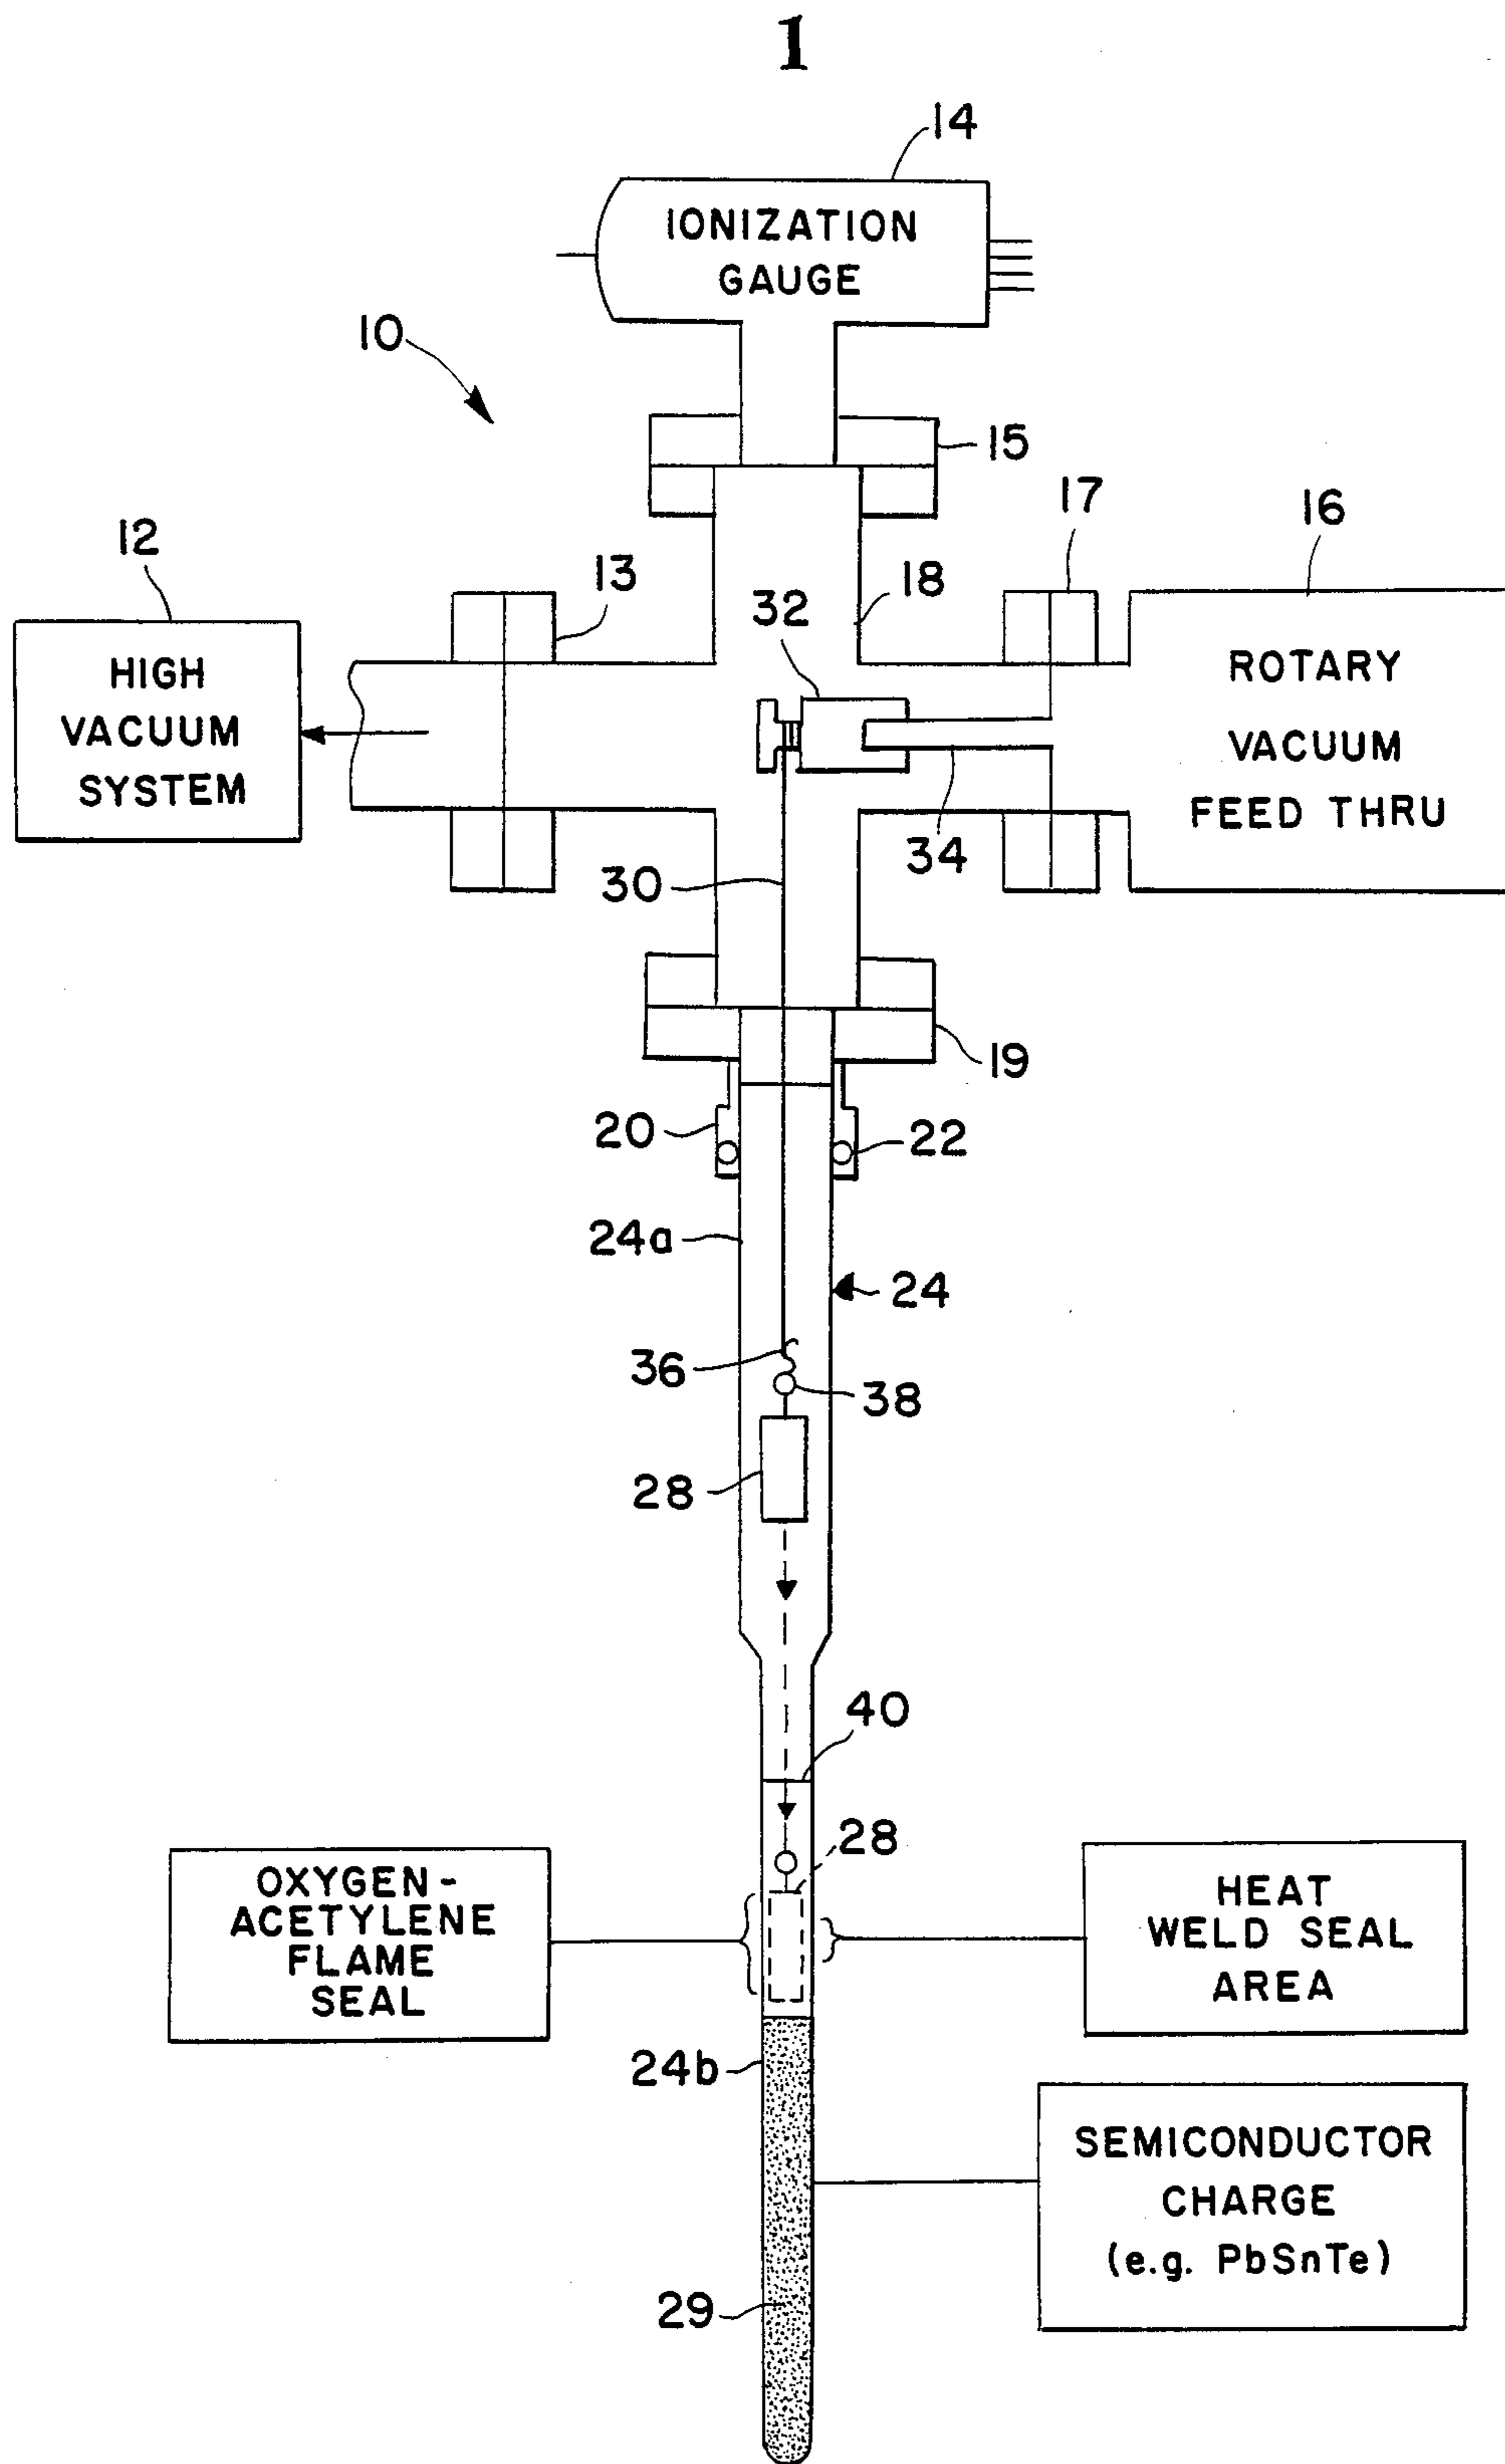 1
14
IONIZATION
GAUGE
10
15
17
16
12
13
18
32
HIGH
VACUUM
SYSTEM
ROTARY
VACUUM
FEED THRU
34
30
19
20
22
24a
24
36
38
28
40
28
OXYGEN-
ACETYLENE
FLAME
SEAL
HEAT
WELD SEAL
AREA
24b
SEMICONDUCTOR
CHARGE
(e.g. PbSnTe)
29